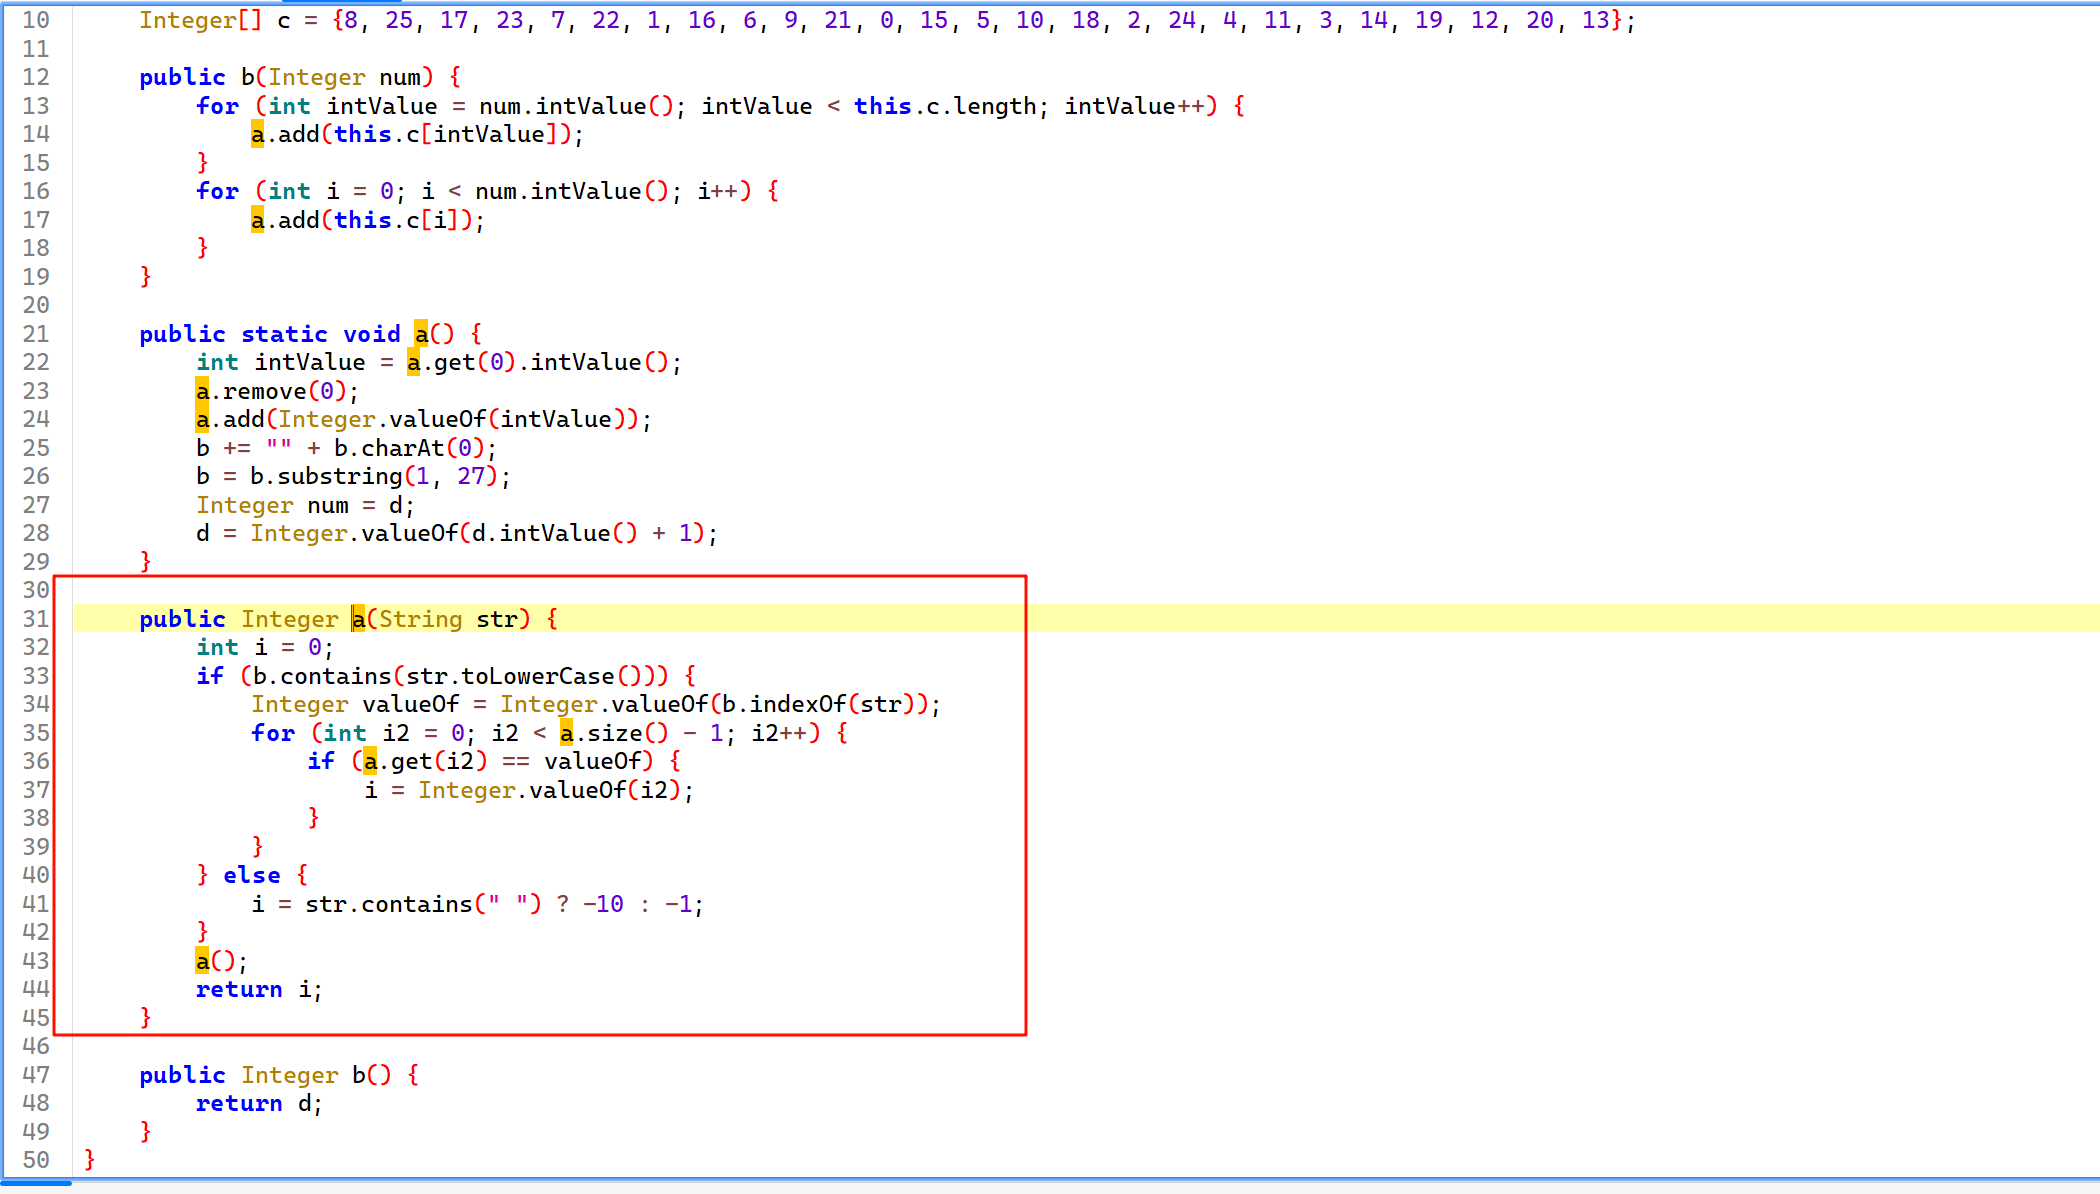 10 Integer[] c = {8, 25, 17, 23, 7, 22, 1, 16, 6, 9, 21, 0, 15, 5, 10, 18, 2, 24, 4, 11, 3, 14, 19, 12, 20, 13};
11
12 public b(Integer num) {
13 for (int intValue = num.intValue(); intValue < this.c.length; intValue++) {
14 a.add(this.c[intValue]);
15 }
16 for (int i = 0; i < num.intValue(); i++) {
17 a.add(this.c[i]);
18 }
19 }
20
21 public static void a() {
22 int intValue = a.get(0).intValue();
23 a.remove(0);
24 a.add(Integer.valueOf(intValue));
25 b += "" + b.charAt(0);
26 b = b.substring(1, 27);
27 Integer num = d;
28 d = Integer.valueOf(d.intValue() + 1);
29 }
30
31 public Integer a(String str) {
32 int i = 0;
33 if (b.contains(str.toLowerCase())) {
34 Integer valueOf = Integer.valueOf(b.indexOf(str));
35 for (int i2 = 0; i2 < a.size() - 1; i2++) {
36 if (a.get(i2) == valueOf) {
37 i = Integer.valueOf(i2);
38 }
39 }
40 } else {
41 i = str.contains(" ") ? -10 : -1;
42 }
43 a();
44 return i;
45 }
46
47 public Integer b() {
48 return d;
49 }
50 }